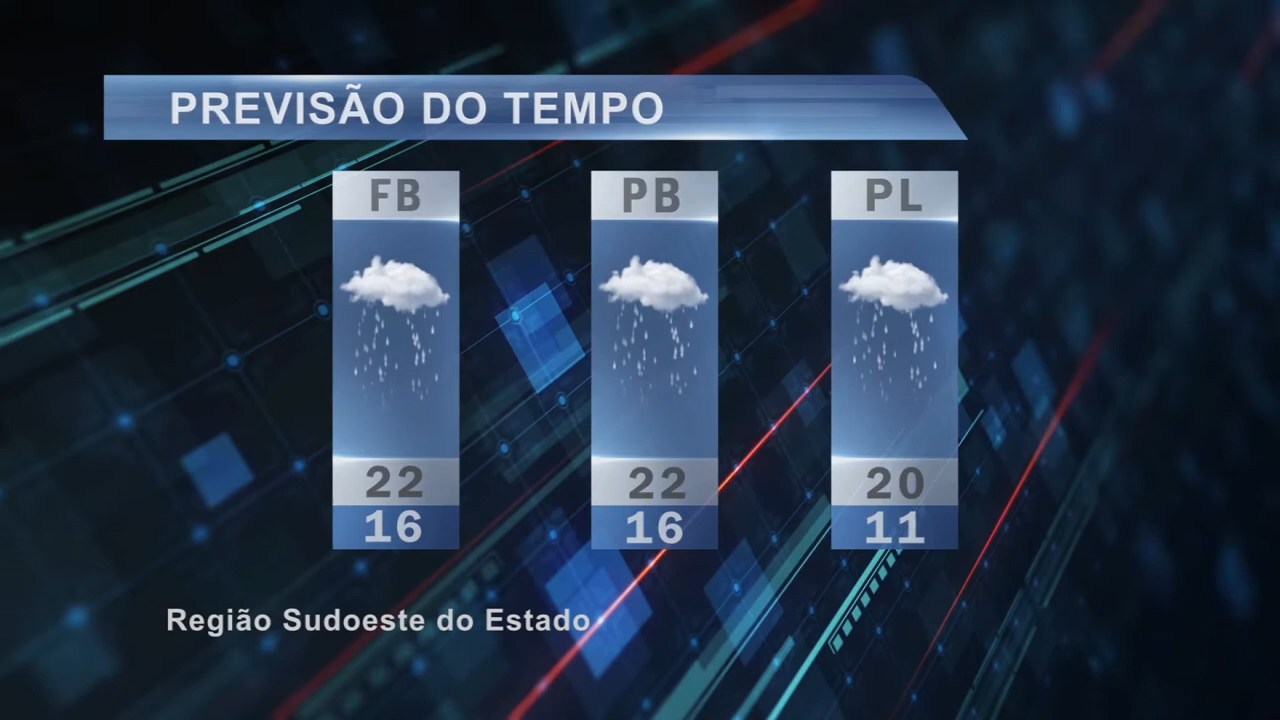 PREVISÃO DO TEMPO
FB PB PL
22 22 20
16 16 11
Região Sudoeste do Estado